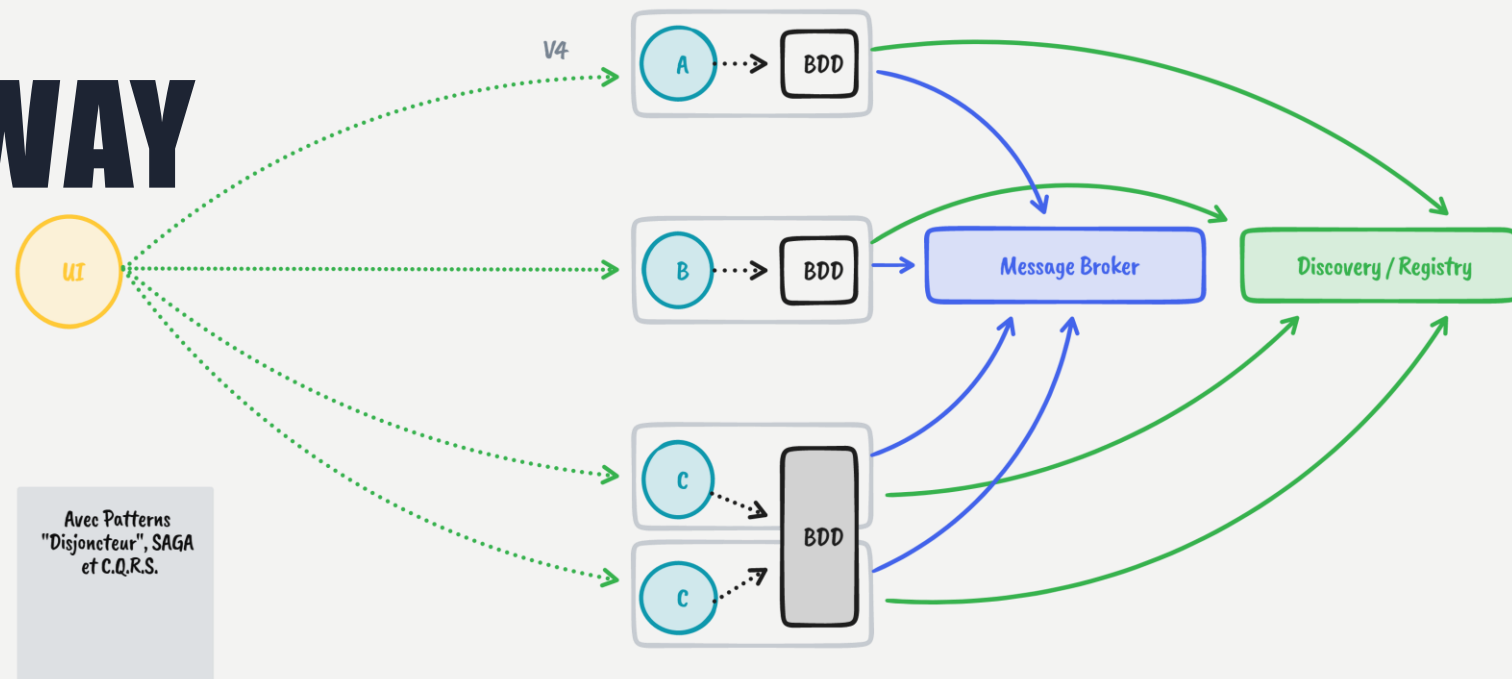 V4
WAY
UI
A
BDD
B
BDD
Message Broker
Discovery / Registry
C
BDD
C
Avec Patterns
"Disjoncteur", SAGA
et C.Q.R.S.